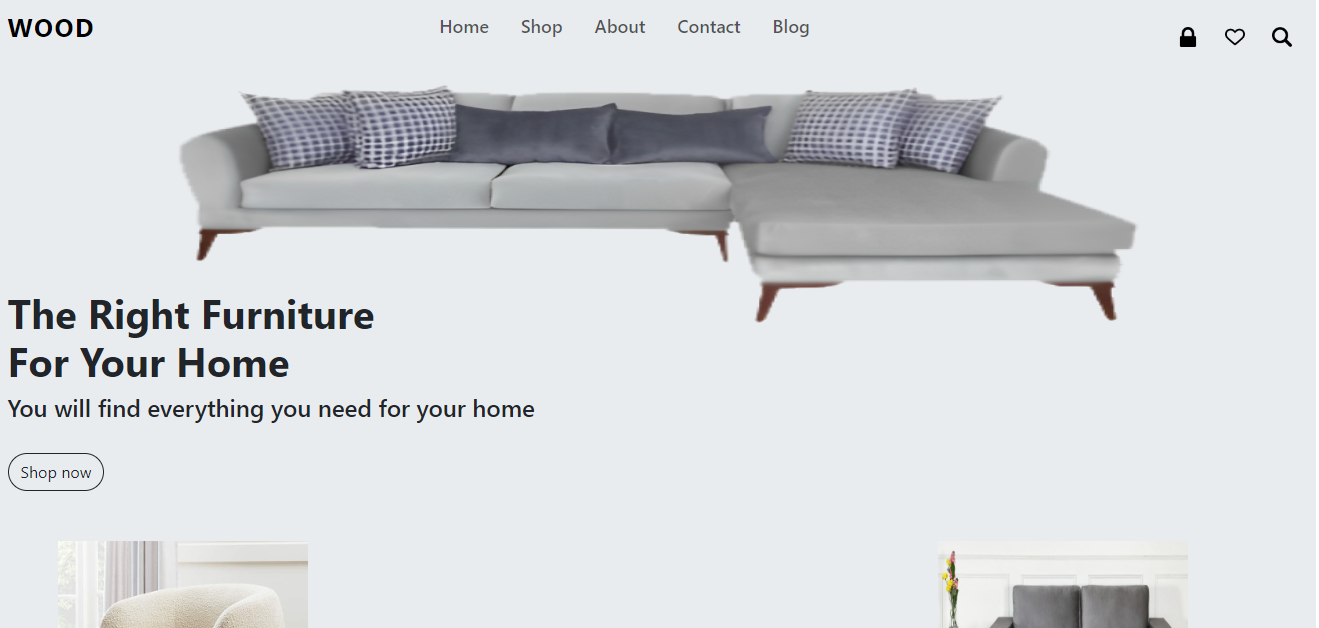 WOOD
Home Shop About Contact Blog
The Right Furniture
For Your Home
You will find everything you need for your home
Shop now